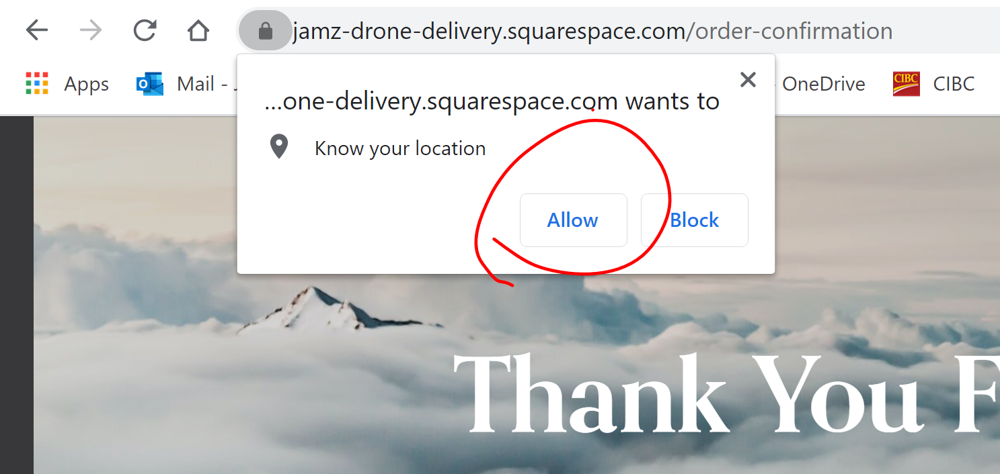 jamz-drone-delivery.squarespace.com/order-confirmation
Apps Mail - OneDrive CIBC CIBC
...one-delivery.squarespace.com wants to
Know your location
Allow Block
Thank You F